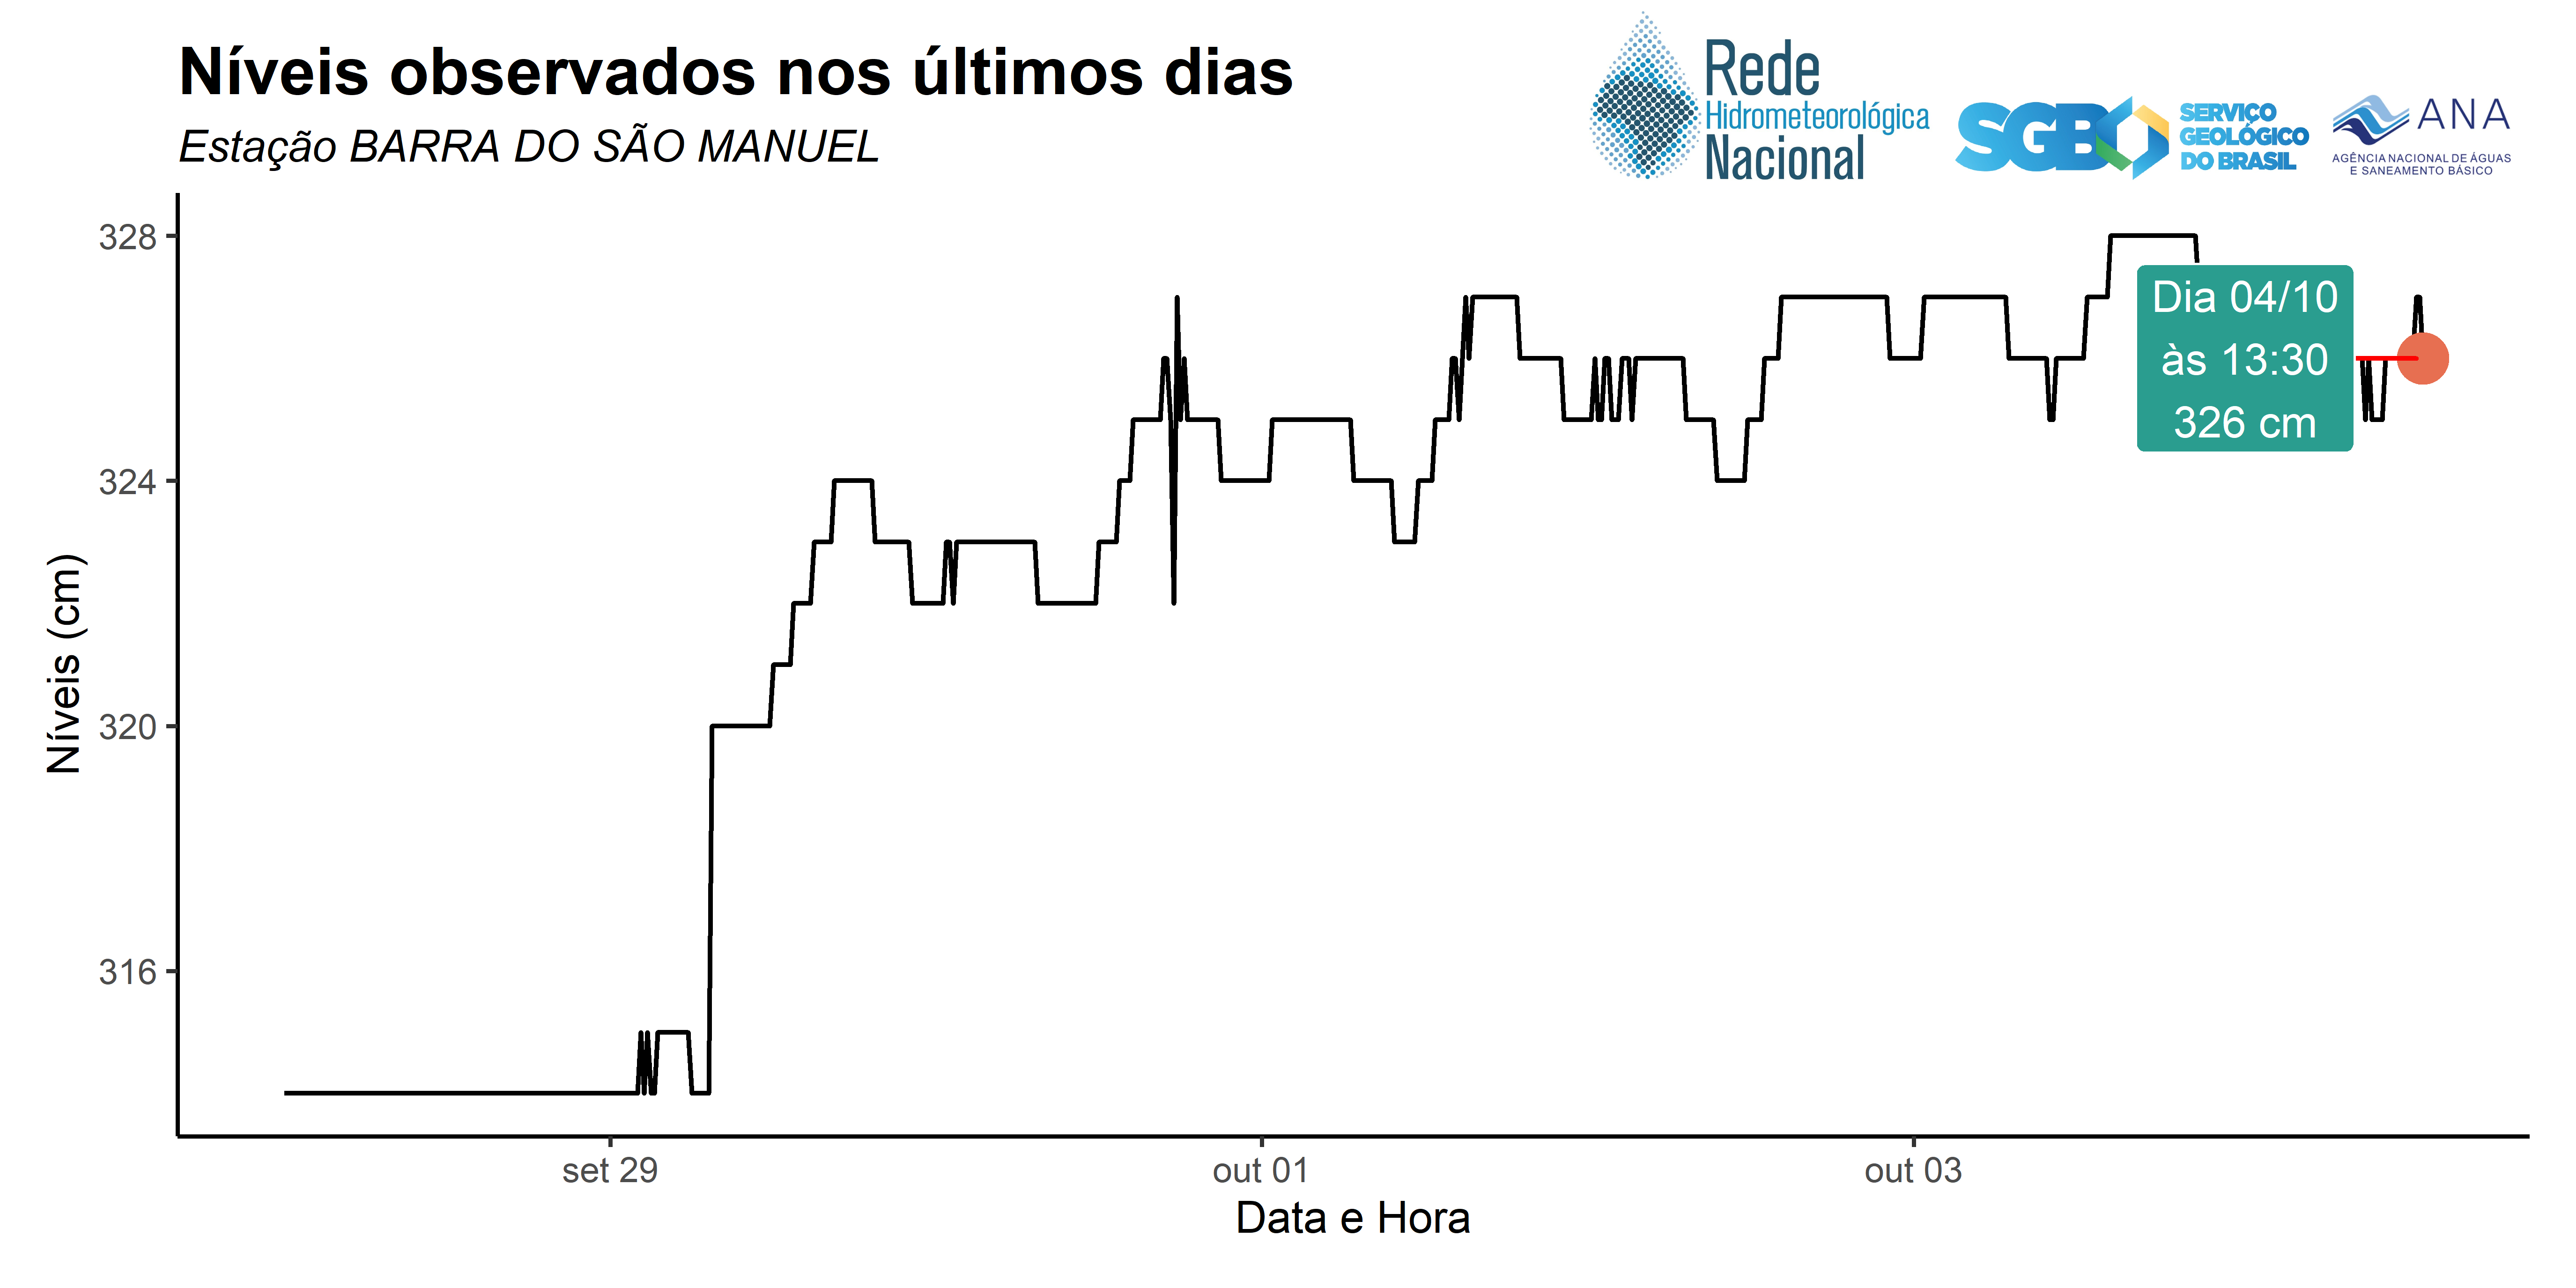 Níveis observados nos últimos dias
Estação BARRA DO SÃO MANUEL
Rede
Hidrometeorológica
Nacional
SGB
SERVIÇO
GEOLÓGICO
DO BRASIL
ANA
AGÊNCIA NACIONAL DE ÁGUAS
E SANEAMENTO BÁSICO
Níveis (cm)
328
324
320
316
Dia 04/10
às 13:30
326 cm
set 29
out 01
out 03
Data e Hora